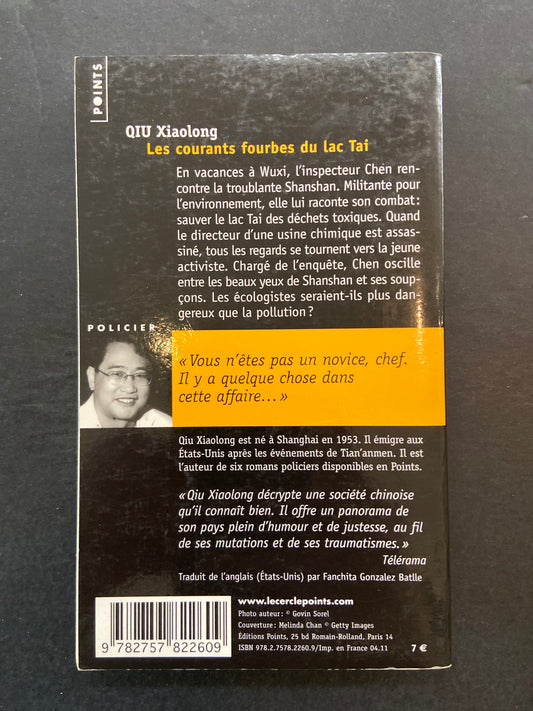 POINTS
QIU Xiaolong
Les courants fourbes du lac Tai
En vacances à Wuxi, l'inspecteur Chen ren-
contre la troublante Shanshan. Militante pour
l'environnement, elle lui raconte son combat :
sauver le lac Tai des déchets toxiques. Quand
le directeur d'une usine chimique est assas-
siné, tous les regards se tournent vers la jeune
activiste. Chargé de l'enquête, Chen oscille
entre les beaux yeux de Shanshan et ses soup-
çons. Les écologistes seraient-ils plus dan-
gereux que la pollution ?
POLICIER
« Vous n'êtes pas un novice, chef.
Il y a quelque chose dans
cette affaire… »
Qiu Xiaolong est né à Shanghai en 1953. Il émigre aux
États-Unis après les événements de Tian'anmen. Il est
l'auteur de six romans policiers disponibles en Points.
« Qiu Xiaolong décrypte une société chinoise
qu'il connaît bien. Il offre un panorama de
son pays plein d'humour et de justesse, au fil
de ses mutations et de ses traumatismes. »
Télérama
Traduit de l'anglais (États-Unis) par Fanchita Gonzalez Batlle
www.lecerclepoints.com
Photo auteur : © Govin Sorel
Couverture : Melinda Chan © Getty Images
Éditions Points, 25 bd Romain-Rolland, Paris 14
ISBN 978.2.7578.2260.9/Imp. en France 04.11 7 €
9 782757 822609